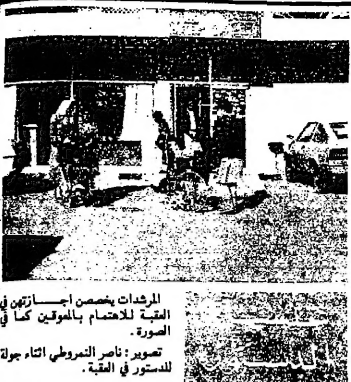 المرشدات يخصصن اجـــازتهن في
العقبة للاهتمام بالمعوقين كما في
الصورة .
تصوير : ناصر النمروطي اثناء جولة
للدستور في العقبة .